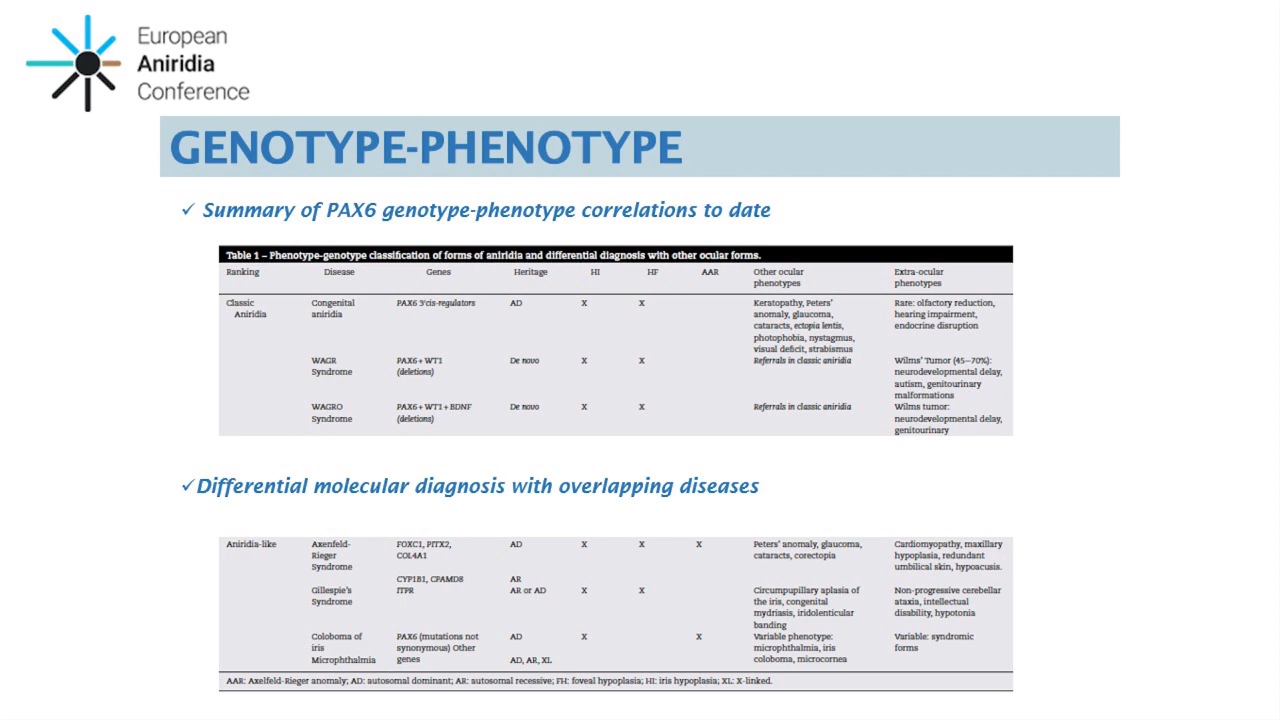 European
Aniridia
Conference
GENOTYPE-PHENOTYPE
✓ Summary of PAX6 genotype-phenotype correlations to date
Table 1 – Phenotype-genotype classification of forms of aniridia and differential diagnosis with other ocular forms.
Ranking Disease Genes Heritage HI HF AAR Other ocular Extra-ocular
phenotypes phenotypes
Classic Congenital PAX6 3'cis-regulators AD X X Keratopathy, Peters' Rare: olfactory reduction,
Aniridia aniridia anomaly, glaucoma, hearing impairment,
cataracts, ectopia lentis, endocrine disruption
photophobia, nystagmus,
visual deficit, strabismus
WAGR PAX6 + WT1 De novo X X Referrals in classic aniridia Wilms' Tumor (45–70%):
Syndrome (deletions) neurodevelopmental delay,
autism, genitourinary
malformations
WAGRO PAX6 + WT1 + BDNF De novo X X Referrals in classic aniridia Wilms tumor:
Syndrome (deletions) neurodevelopmental delay,
genitourinary
✓Differential molecular diagnosis with overlapping diseases
Aniridia-like Axenfeld- FOXC1, PITX2, AD X X X Peters' anomaly, glaucoma, Cardiomyopathy, maxillary
Rieger COL4A1 cataracts, corectopia hypoplasia, redundant
Syndrome umbilical skin, hypoacusis.
CYP1B1, CPAMD8 AR
Gillespie's ITPR AR or AD X X Circumpupillary aplasia of Non-progressive cerebellar
Syndrome the iris, congenital ataxia, intellectual
mydriasis, iridolenticular disability, hypotonia
banding
Coloboma of PAX6 (mutations not AD X X Variable phenotype: Variable: syndromic
iris synonymous) Other microphthalmia, iris forms
Microphthalmia genes AD, AR, XL coloboma, microcornea
AAR: Axelfeld-Rieger anomaly; AD: autosomal dominant; AR: autosomal recessive; FH: foveal hypoplasia; HI: iris hypoplasia; XL: X-linked.